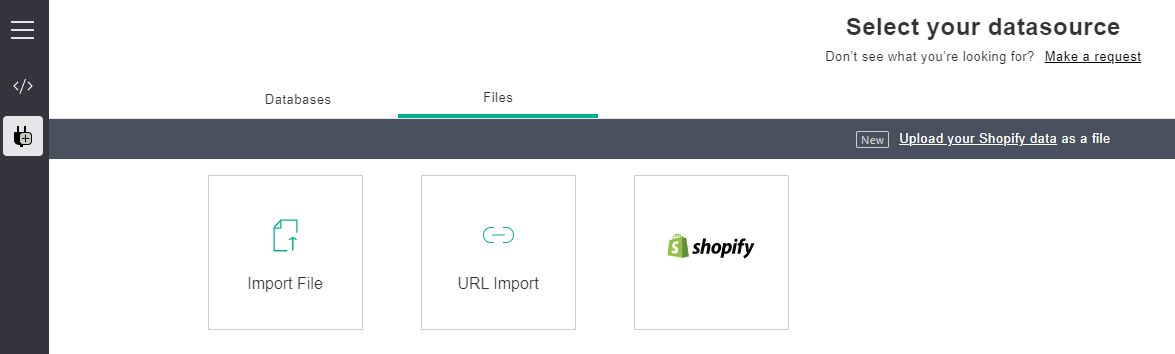 Select your datasource
Don't see what you're looking for? Make a request
Databases
Files
New Upload your Shopify data as a file
Import File
URL Import
shopify